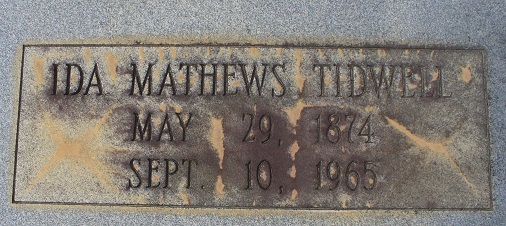 IDA MATHEWS TIDWELL
MAY 29, 1874
SEPT. 10, 1965